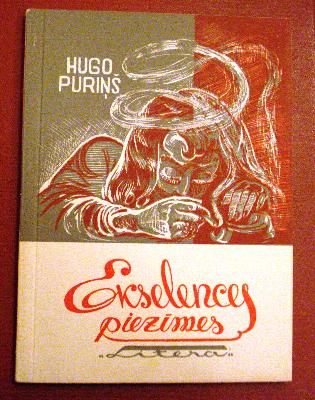 HUGO
PURIŅŠ
Ekselences
piezīmes
„Litera"